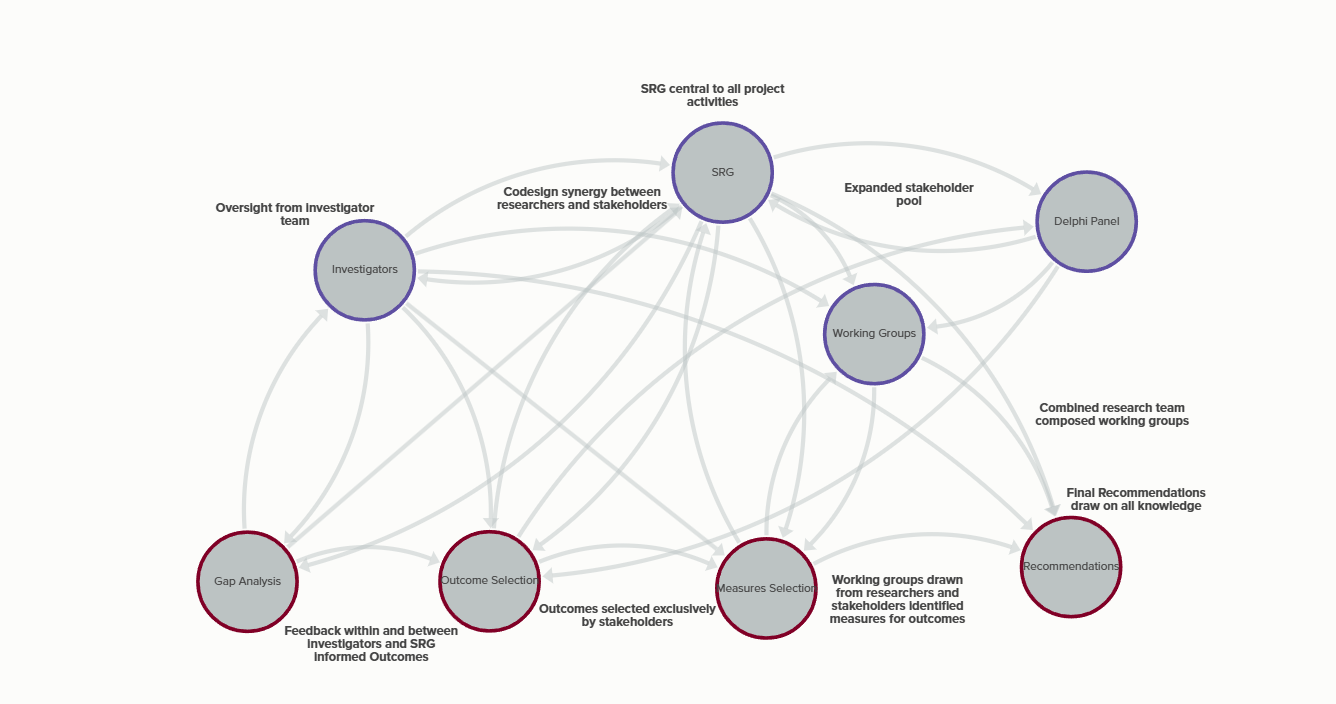 SRG central to all project
activities
SRG
Codesign synergy between
researchers and stakeholders
Expanded stakeholder
pool
Oversight from investigator
team
Delphi Panel
Investigators
Working Groups
Combined research team
composed working groups
Final Recommendations
draw on all knowledge
Gap Analysis
Outcome Selection
Measures Selection
Recommendations
Outcomes selected exclusively
by stakeholders
Working groups drawn
from researchers and
stakeholders identified
measures for outcomes
Feedback within and between
investigators and SRG
informed Outcomes